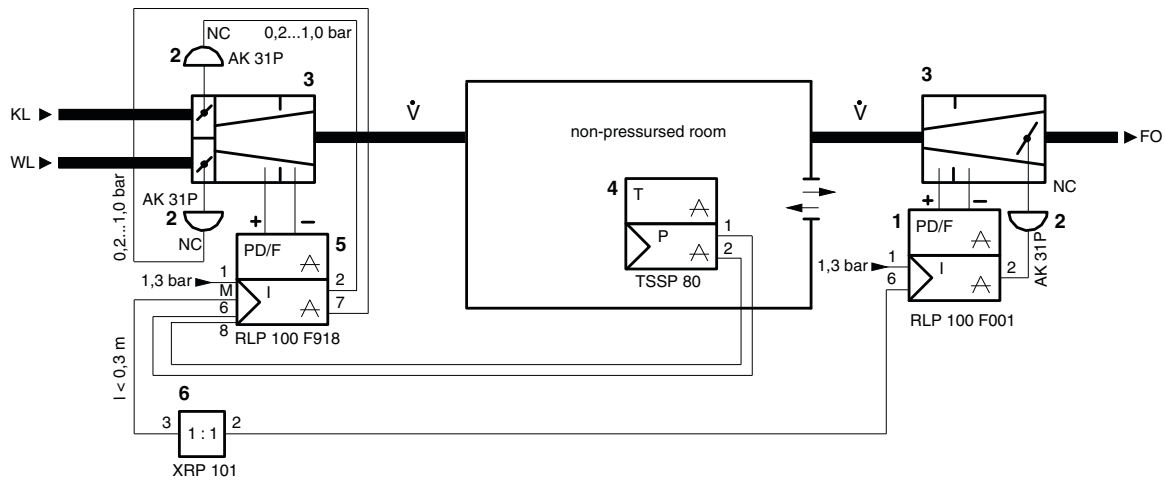 NC
0,2...1,0 bar
2
AK 31P
3
3
KL
V̇
V̇
non-pressursed room
FO
WL
0,2...1,0 bar
AK 31P
2
NC
+
–
5
PD/F
4
T
P
1
2
TSSP 80
NC
+
–
1
PD/F
2
AK 31P
1,3 bar
1
M
6
8
I
2
7
RLP 100 F918
1,3 bar
1
6
I
2
RLP 100 F001
l < 0,3 m
6
3
1 : 1
2
XRP 101